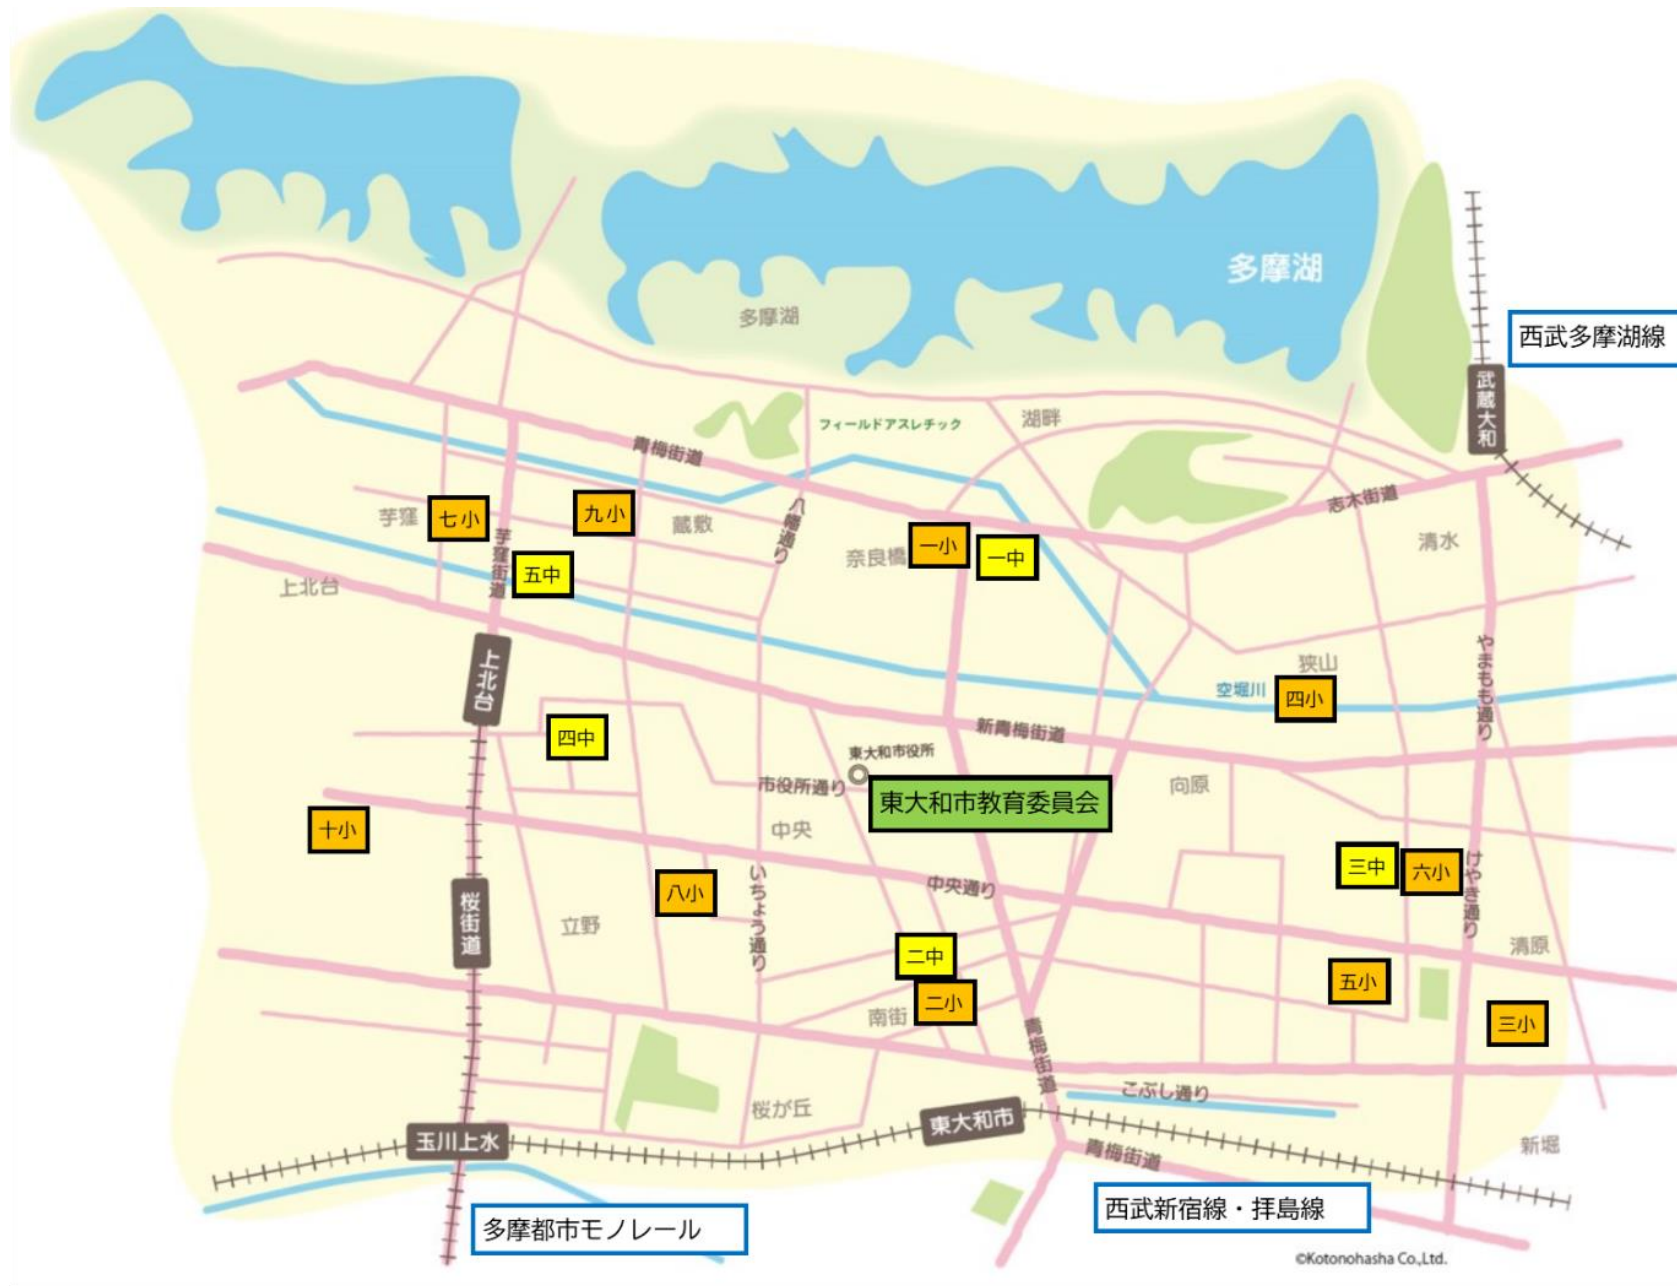 多摩湖
多摩湖
西武多摩湖線
武蔵大和
フィールドアスレチック
湖畔
青梅街道
志木街道
芋窪
七小
九小
蔵敷
八幡通り
奈良橋
一小
一中
清水
芋窪街道
五中
上北台
上北台
狭山
空堀川
四小
やまもも通り
四中
新青梅街道
東大和市役所
市役所通り
東大和市教育委員会
向原
十小
中央
三中
六小
けやき通り
八小
いちょう通り
中央通り
桜街道
立野
二中
清原
五小
二小
南街
三小
青梅街道
こぶし通り
桜が丘
東大和市
玉川上水
青梅街道
新堀
西武新宿線・拝島線
多摩都市モノレール
©Kotonohasha Co.,Ltd.